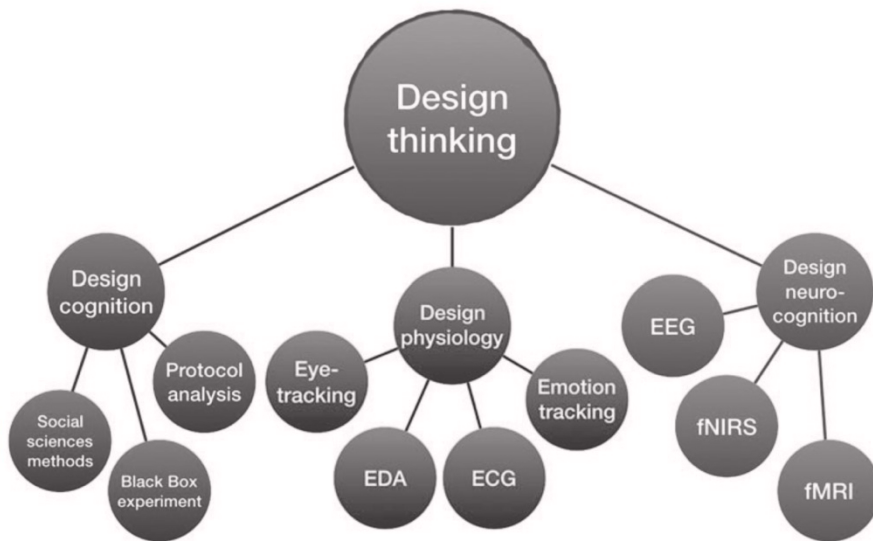 Design
thinking
Design
cognition
Protocol
analysis
Social
sciences
methods
Black Box
experiment
Design
physiology
Eye-
tracking
Emotion
tracking
EDA
ECG
Design
neuro-
cognition
EEG
fNIRS
fMRI